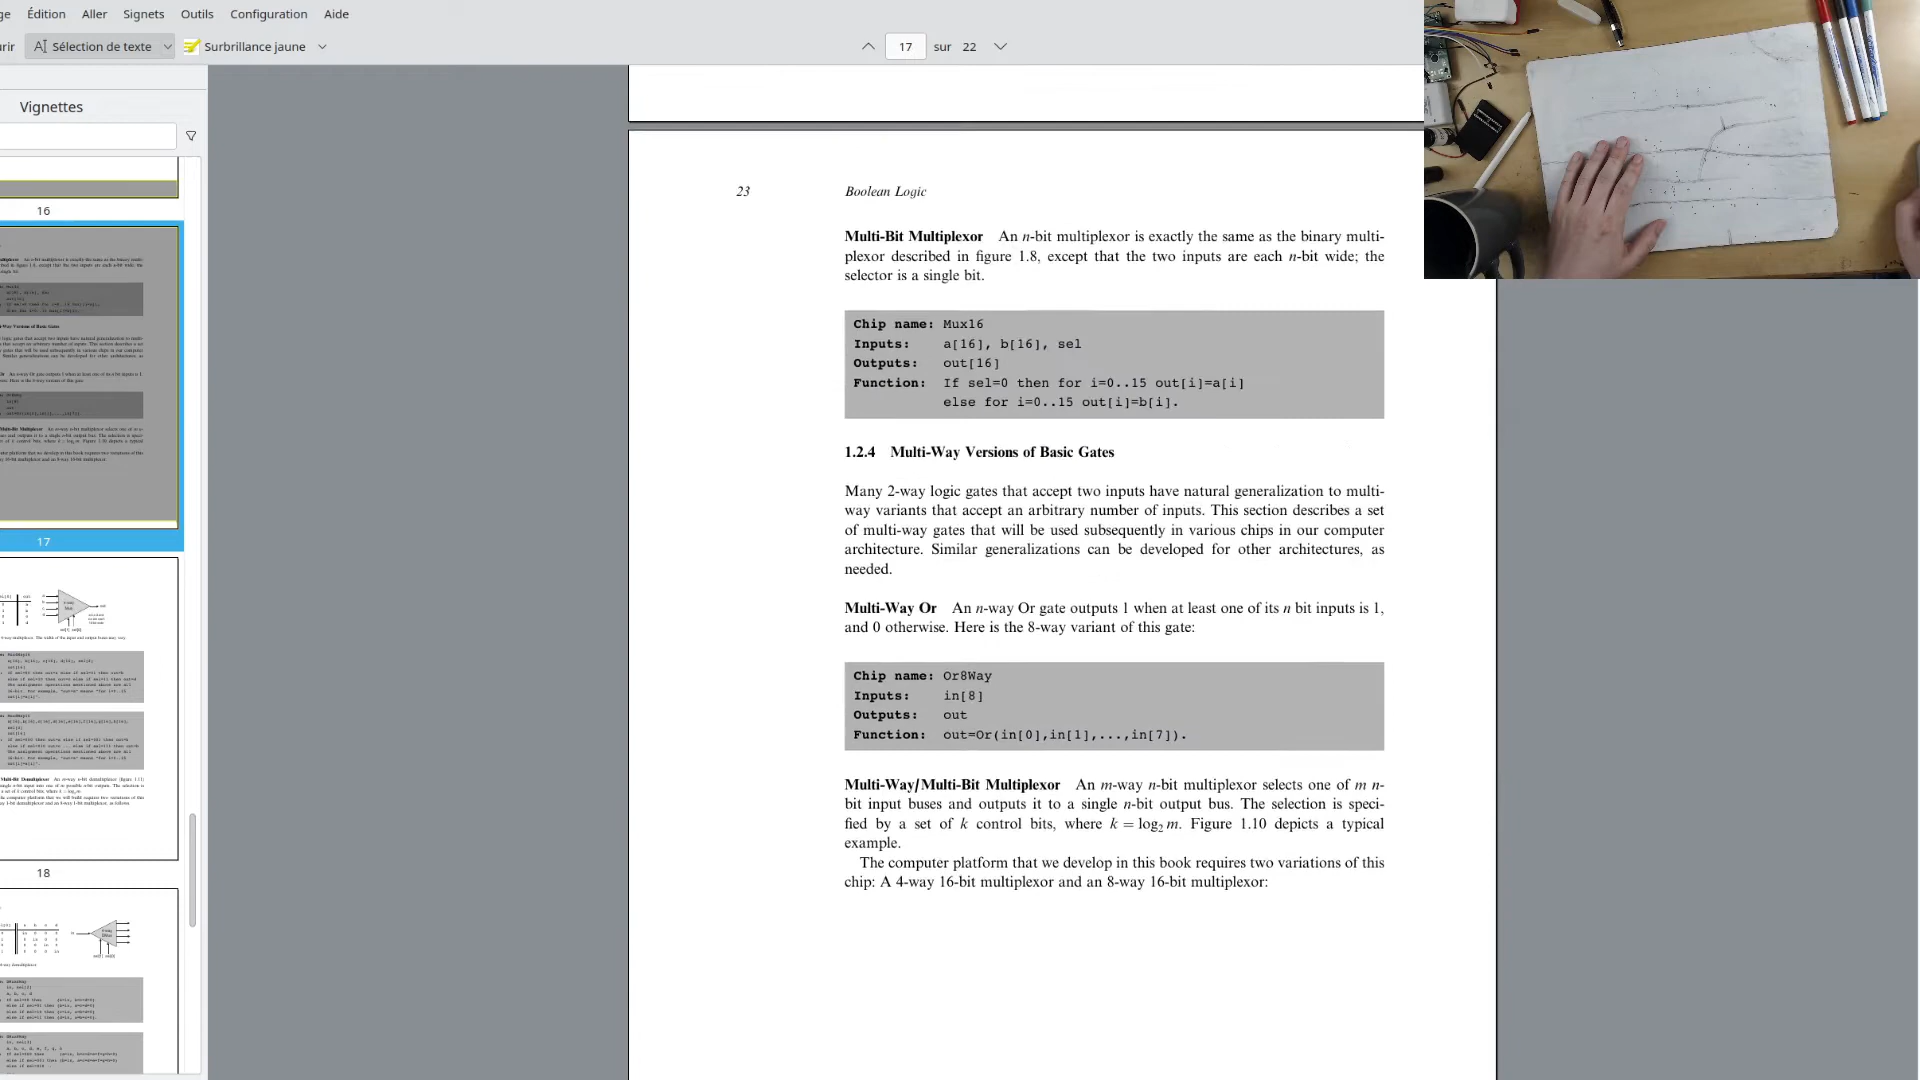 ge Édition Aller Signets Outils Configuration Aide
rir Sélection de texte Surbrillance jaune 17 sur 22
Vignettes
16
17
18
23 Boolean Logic
Multi-Bit Multiplexor An n-bit multiplexor is exactly the same as the binary multi-
plexor described in figure 1.8, except that the two inputs are each n-bit wide; the
selector is a single bit.
Chip name: Mux16
Inputs: a[16], b[16], sel
Outputs: out[16]
Function: If sel=0 then for i=0..15 out[i]=a[i]
else for i=0..15 out[i]=b[i].
1.2.4 Multi-Way Versions of Basic Gates
Many 2-way logic gates that accept two inputs have natural generalization to multi-
way variants that accept an arbitrary number of inputs. This section describes a set
of multi-way gates that will be used subsequently in various chips in our computer
architecture. Similar generalizations can be developed for other architectures, as
needed.
Multi-Way Or An n-way Or gate outputs 1 when at least one of its n bit inputs is 1,
and 0 otherwise. Here is the 8-way variant of this gate:
Chip name: Or8Way
Inputs: in[8]
Outputs: out
Function: out=Or(in[0],in[1],...,in[7]).
Multi-Way/Multi-Bit Multiplexor An m-way n-bit multiplexor selects one of m n-
bit input buses and outputs it to a single n-bit output bus. The selection is speci-
fied by a set of k control bits, where k = log₂ m. Figure 1.10 depicts a typical
example.
The computer platform that we develop in this book requires two variations of this
chip: A 4-way 16-bit multiplexor and an 8-way 16-bit multiplexor: